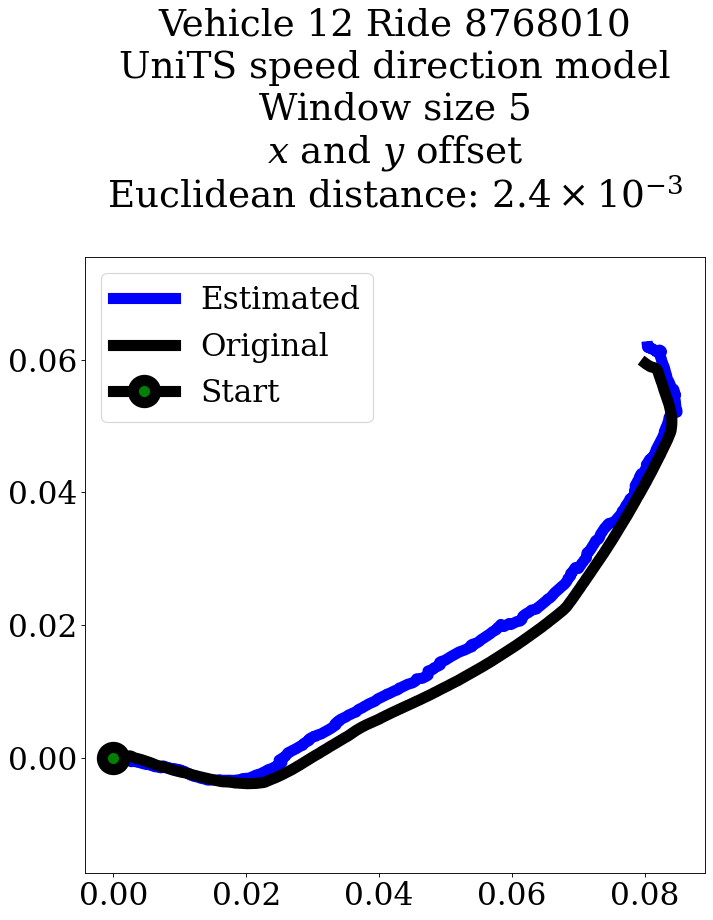 Vehicle 12 Ride 8768010
UniTS speed direction model
Window size 5
x and y offset
Euclidean distance: 2.4 × 10⁻³
Estimated
Original
Start
0.06
0.04
0.02
0.00
0.00 0.02 0.04 0.06 0.08